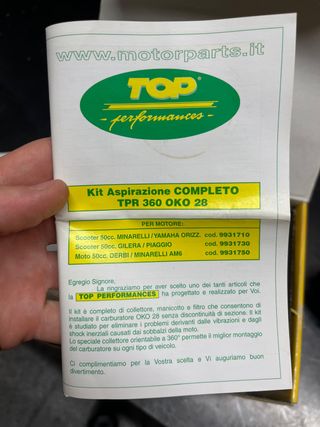 www.motorparts.it
TOP®
- performances -
Kit Aspirazione COMPLETO
TPR 360 OKO 28
PER MOTORE:
Scooter 50cc. MINARELLI/YAMAHA ORIZZ. cod. 9931710
Scooter 50cc. GILERA / PIAGGIO cod. 9931730
Moto 50cc. DERBI / MINARELLI AM6 cod. 9931750
Egregio Signore,
La ringraziamo per aver scelto uno dei tanti articoli che
la TOP PERFORMANCES ha progettato e realizzato per Voi.
Il kit è completo di collettore, manicotto e filtro che consentono di
installare il carburatore OKO 28 senza discontinuità di sezione. Il kit
è studiato per eliminare i problemi derivanti dalle vibrazioni e dagli
shock inerziali causati dai sobbalzi della moto.
Lo speciale collettore orientabile a 360° permette il miglior montaggio
del carburatore su ogni tipo di veicolo.
Ci complimentiamo per la Vostra scelta e Vi auguriamo buon
divertimento.